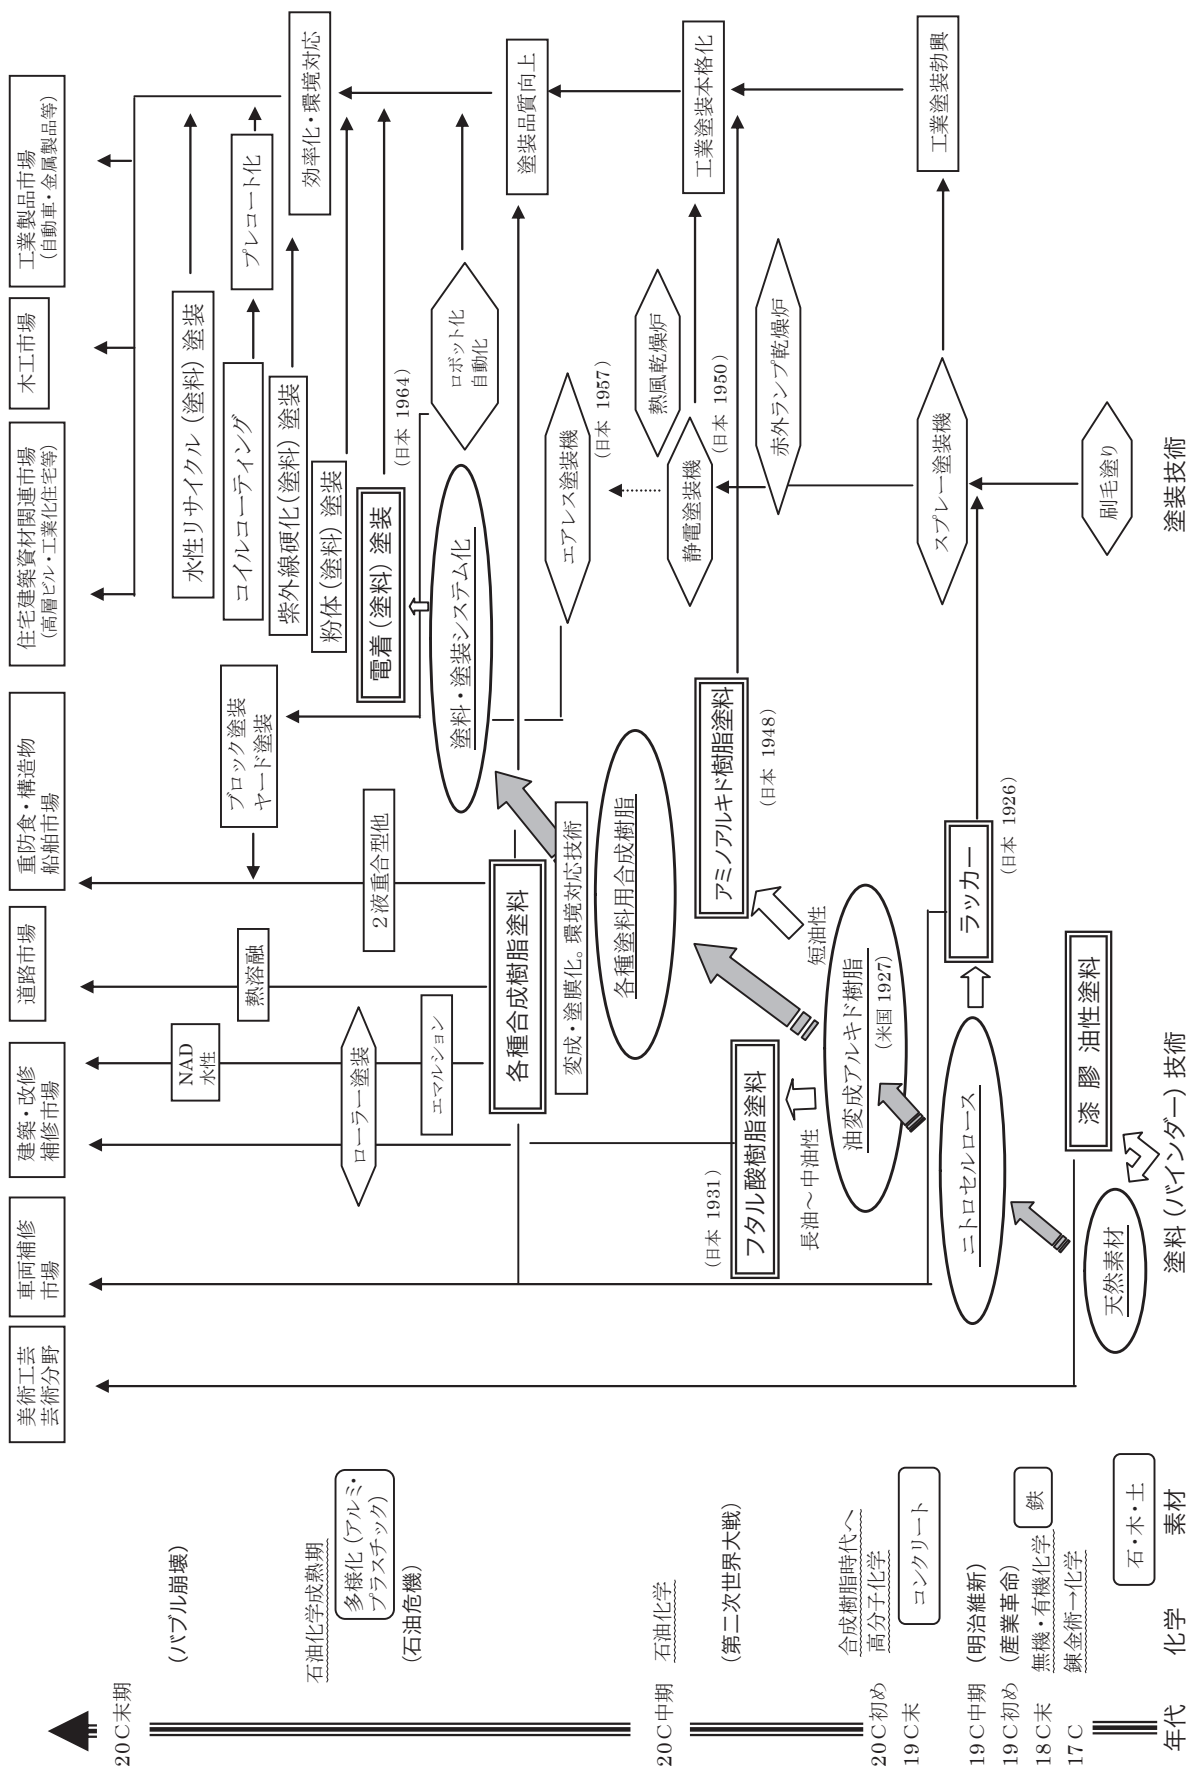 美術工芸
芸術分野
車両補修
市場
建築・改修
補修市場
道路市場
重防食・構造物
船舶市場
住宅建築資材関連市場
(高層ビル・工業化住宅等)
木工市場
工業製品市場
(自動車・金属製品等)
20C末期
(バブル崩壊)
NAD
水性
水性リサイクル(塗料)塗装
熱溶融
ブロック塗装
ヤード塗装
コイルコーティング
プレコート化
石油化学成熟期
紫外線硬化(塗料)塗装
効率化・環境対応
多様化(アルミ・
プラスチック)
ローラー塗装
2液重合型他
粉体(塗料)塗装
(石油危機)
電着(塗料)塗装
(日本 1964)
エマルション
塗料・塗装システム化
ロボット化
自動化
各種合成樹脂塗料
塗装品質向上
変成・塗膜化。環境対応技術
エアレス塗装機
(日本 1957)
各種塗料用合成樹脂
20C中期
石油化学
熱風乾燥炉
静電塗装機
(日本 1950)
工業塗装本格化
(第二次世界大戦)
(日本 1931)
フタル酸樹脂塗料
アミノアルキド樹脂塗料
(日本 1948)
赤外ランプ乾燥炉
長油〜中油性
短油性
20C初め
合成樹脂時代へ
高分子化学
油変成アルキド樹脂
(米国 1927)
19C末
コンクリート
スプレー塗装機
工業塗装勃興
19C中期
(明治維新)
ニトロセルロース
ラッカー
(日本 1926)
19C初め
(産業革命)
18C末
無機・有機化学
鉄
17C
錬金術→化学
漆 膠 油性塗料
刷毛塗り
石・木・土
天然素材
年代
化学
素材
塗料(バインダー)技術
塗装技術